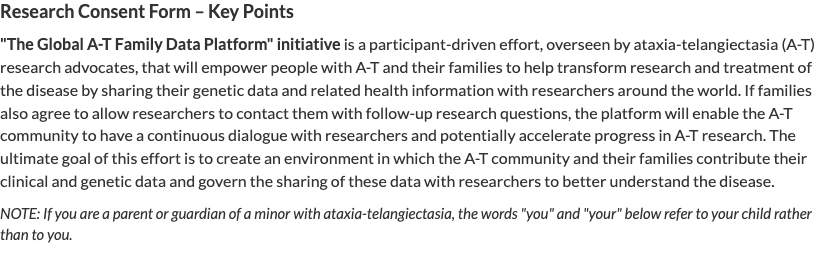 Research Consent Form – Key Points
"The Global A-T Family Data Platform" initiative is a participant-driven effort, overseen by ataxia-telangiectasia (A-T)
research advocates, that will empower people with A-T and their families to help transform research and treatment of
the disease by sharing their genetic data and related health information with researchers around the world. If families
also agree to allow researchers to contact them with follow-up research questions, the platform will enable the A-T
community to have a continuous dialogue with researchers and potentially accelerate progress in A-T research. The
ultimate goal of this effort is to create an environment in which the A-T community and their families contribute their
clinical and genetic data and govern the sharing of these data with researchers to better understand the disease.
NOTE: If you are a parent or guardian of a minor with ataxia-telangiectasia, the words "you" and "your" below refer to your child rather
than to you.